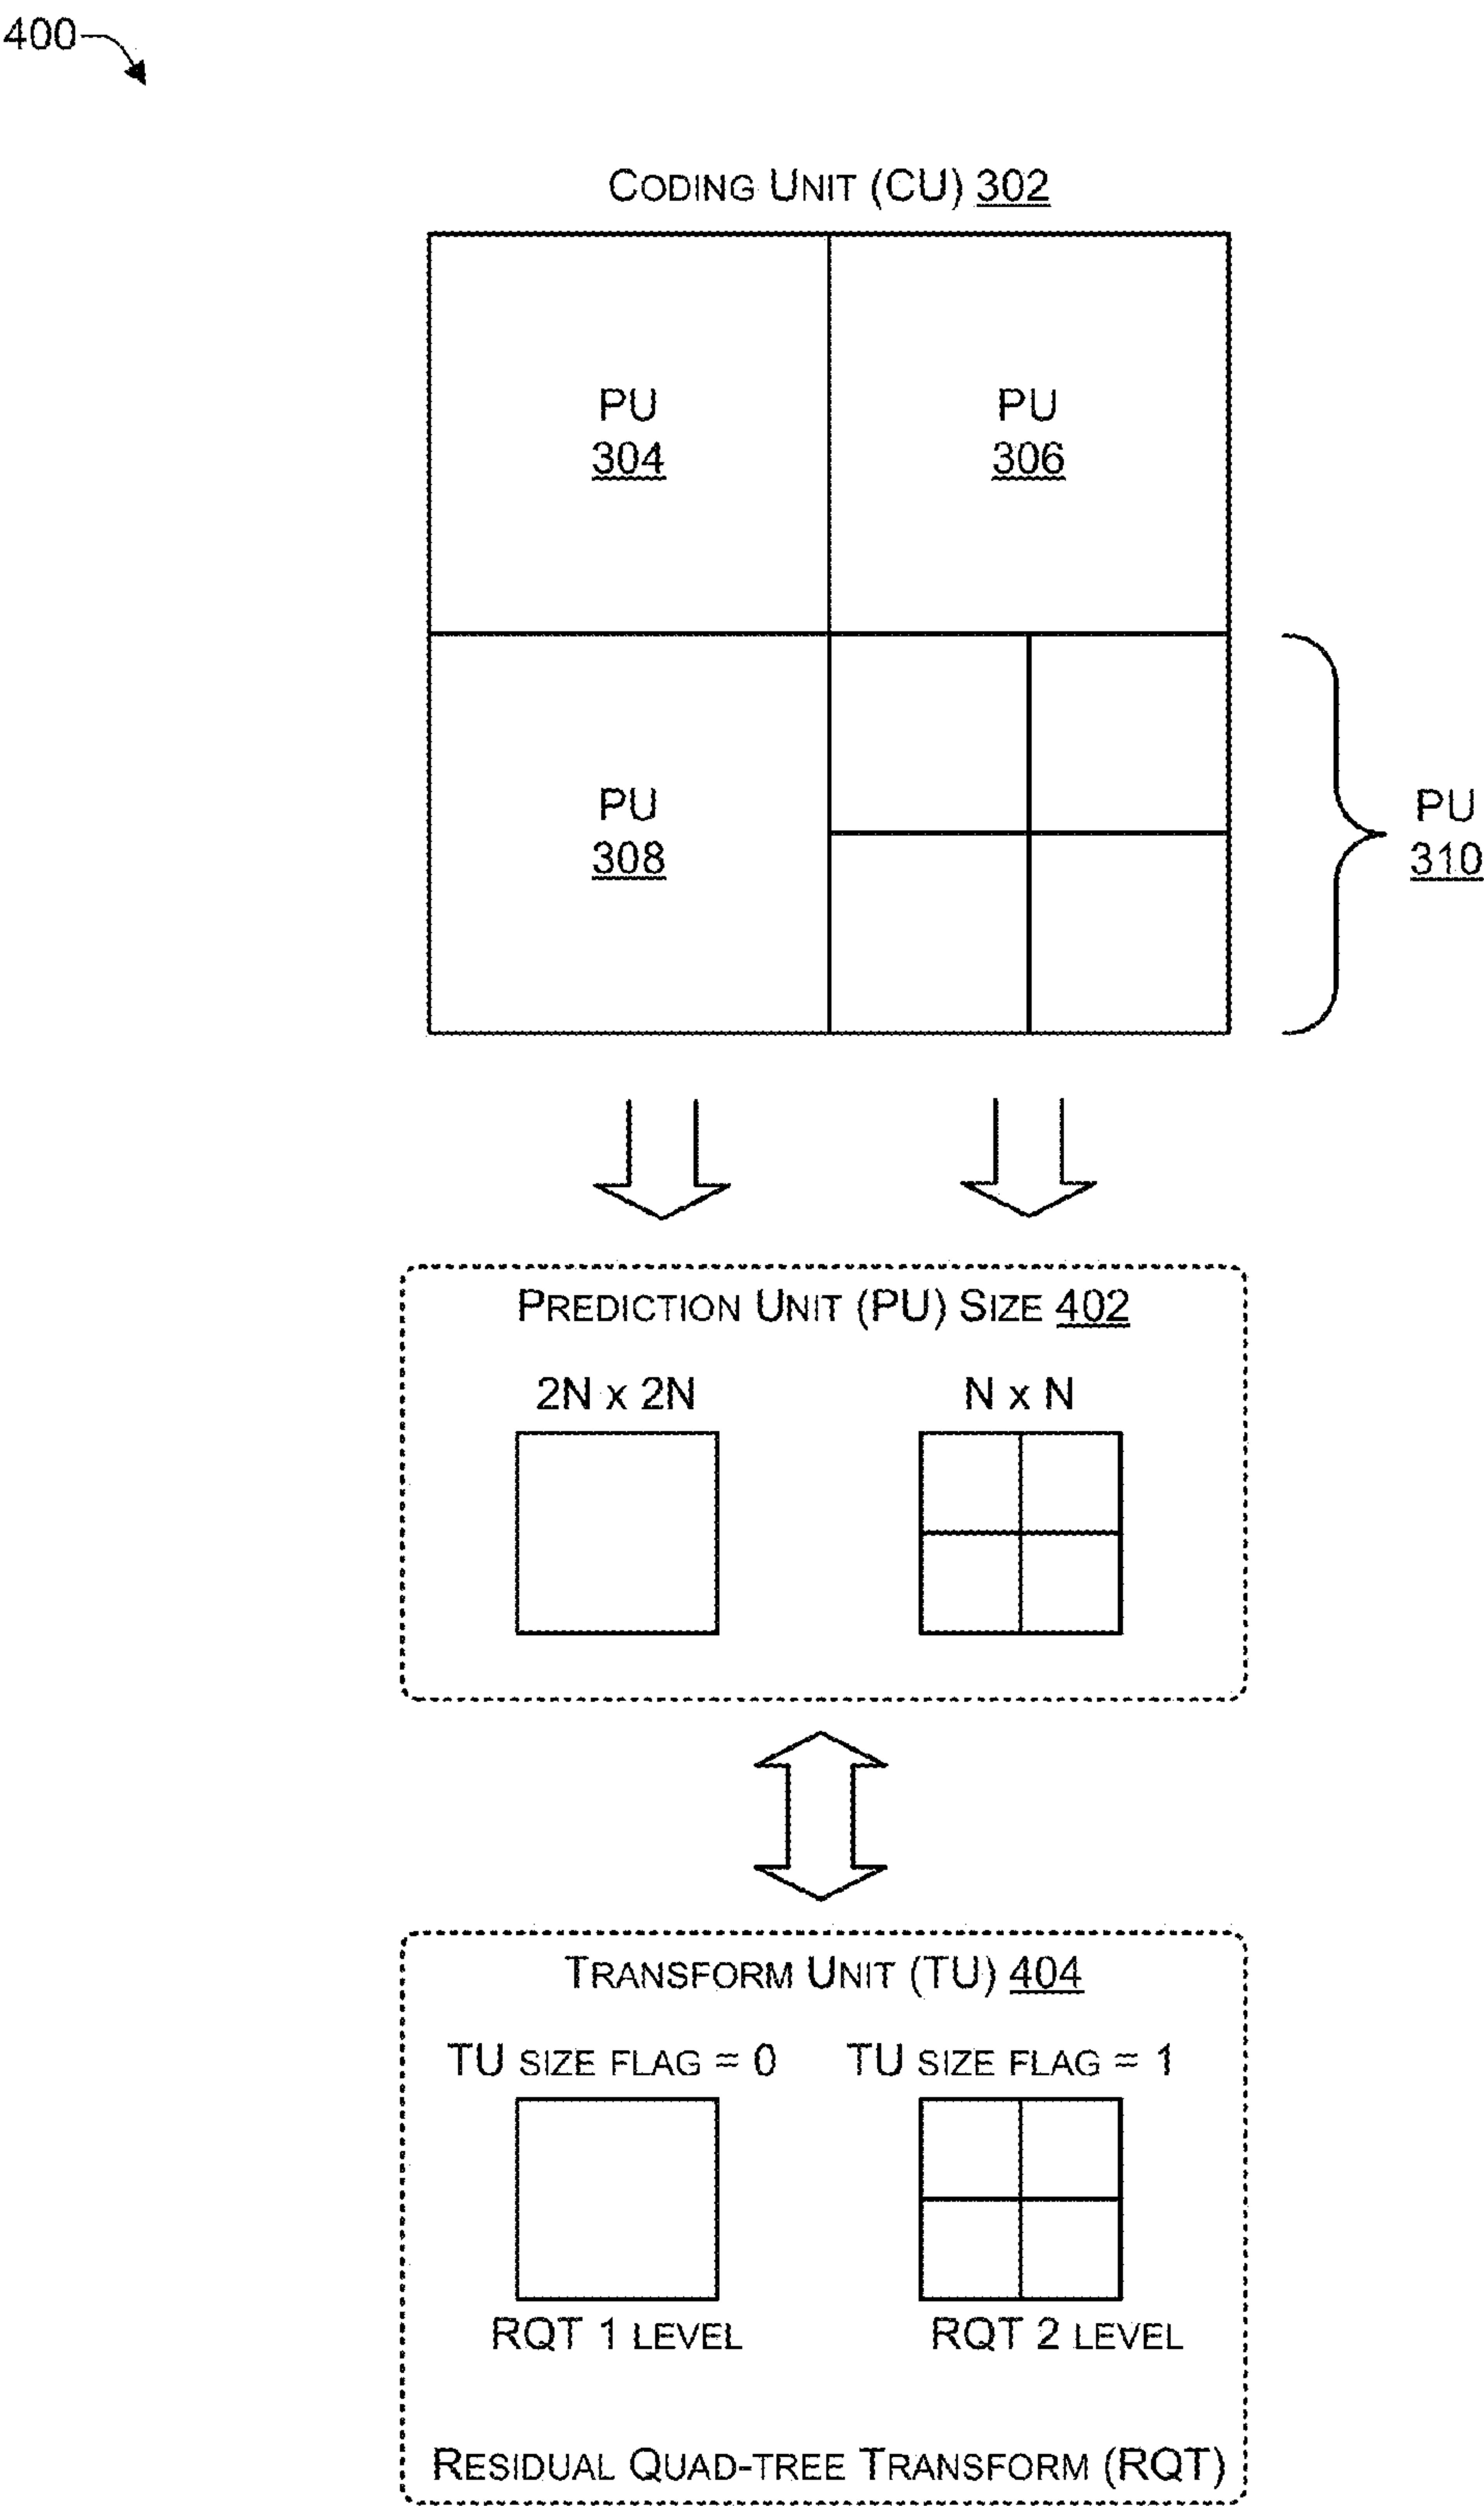 400
CODING UNIT (CU) 302
PU
304
PU
306
PU
308
PU
310
PREDICTION UNIT (PU) SIZE 402
2N x 2N
N x N
TRANSFORM UNIT (TU) 404
TU SIZE FLAG = 0
TU SIZE FLAG = 1
RQT 1 LEVEL
RQT 2 LEVEL
RESIDUAL QUAD-TREE TRANSFORM (RQT)